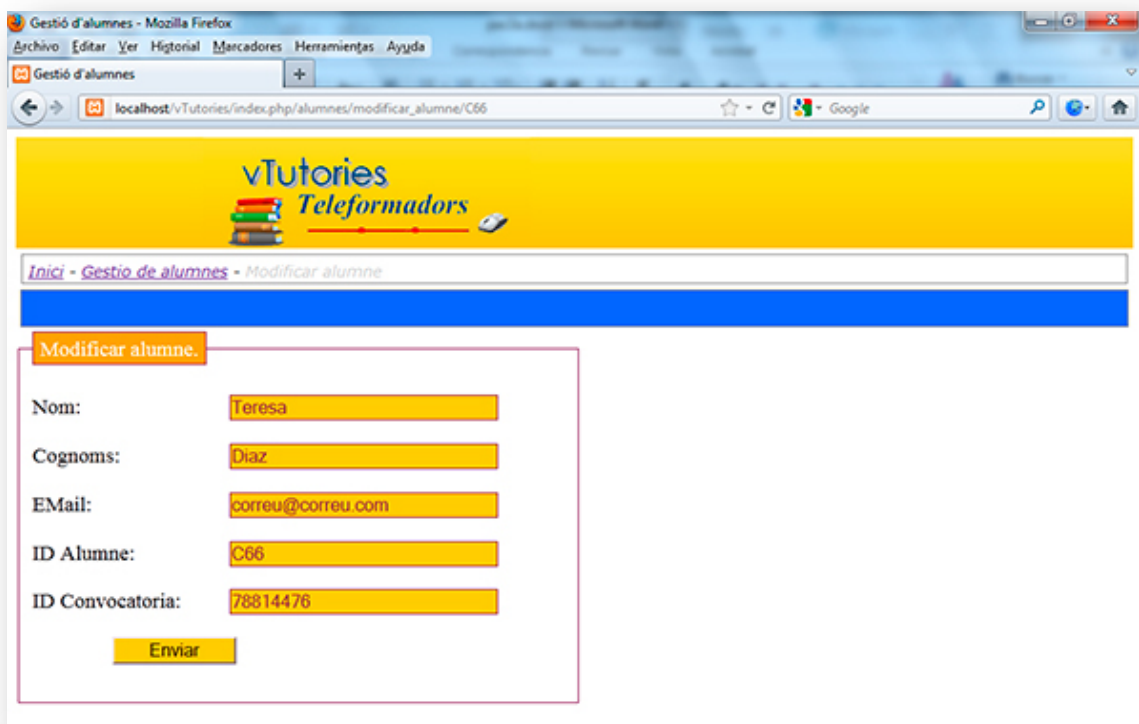 Gestió d'alumnes - Mozilla Firefox
Archivo Editar Ver Historial Marcadores Herramientas Ayuda
Gestió d'alumnes
localhost/vTutories/index.php/alumnes/modificar_alumne/C66 Google
vTutories
Teleformadors
Inici - Gestio de alumnes - Modificar alumne
Modificar alumne.
Nom: Teresa
Cognoms: Diaz
EMail: correu@correu.com
ID Alumne: C66
ID Convocatoria: 78814476
Enviar